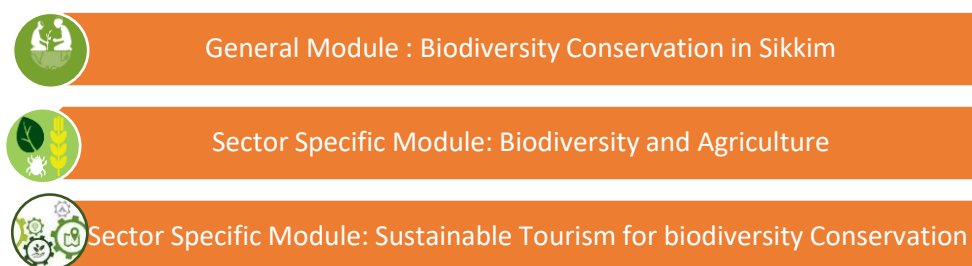 General Module : Biodiversity Conservation in Sikkim
Sector Specific Module: Biodiversity and Agriculture
Sector Specific Module: Sustainable Tourism for biodiversity Conservation